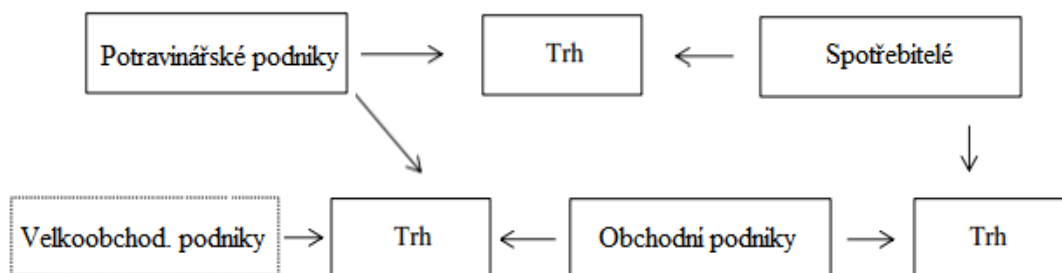 Potravinářské podniky
Trh
Spotřebitelé
Velkoobchod. podniky
Trh
Obchodní podniky
Trh